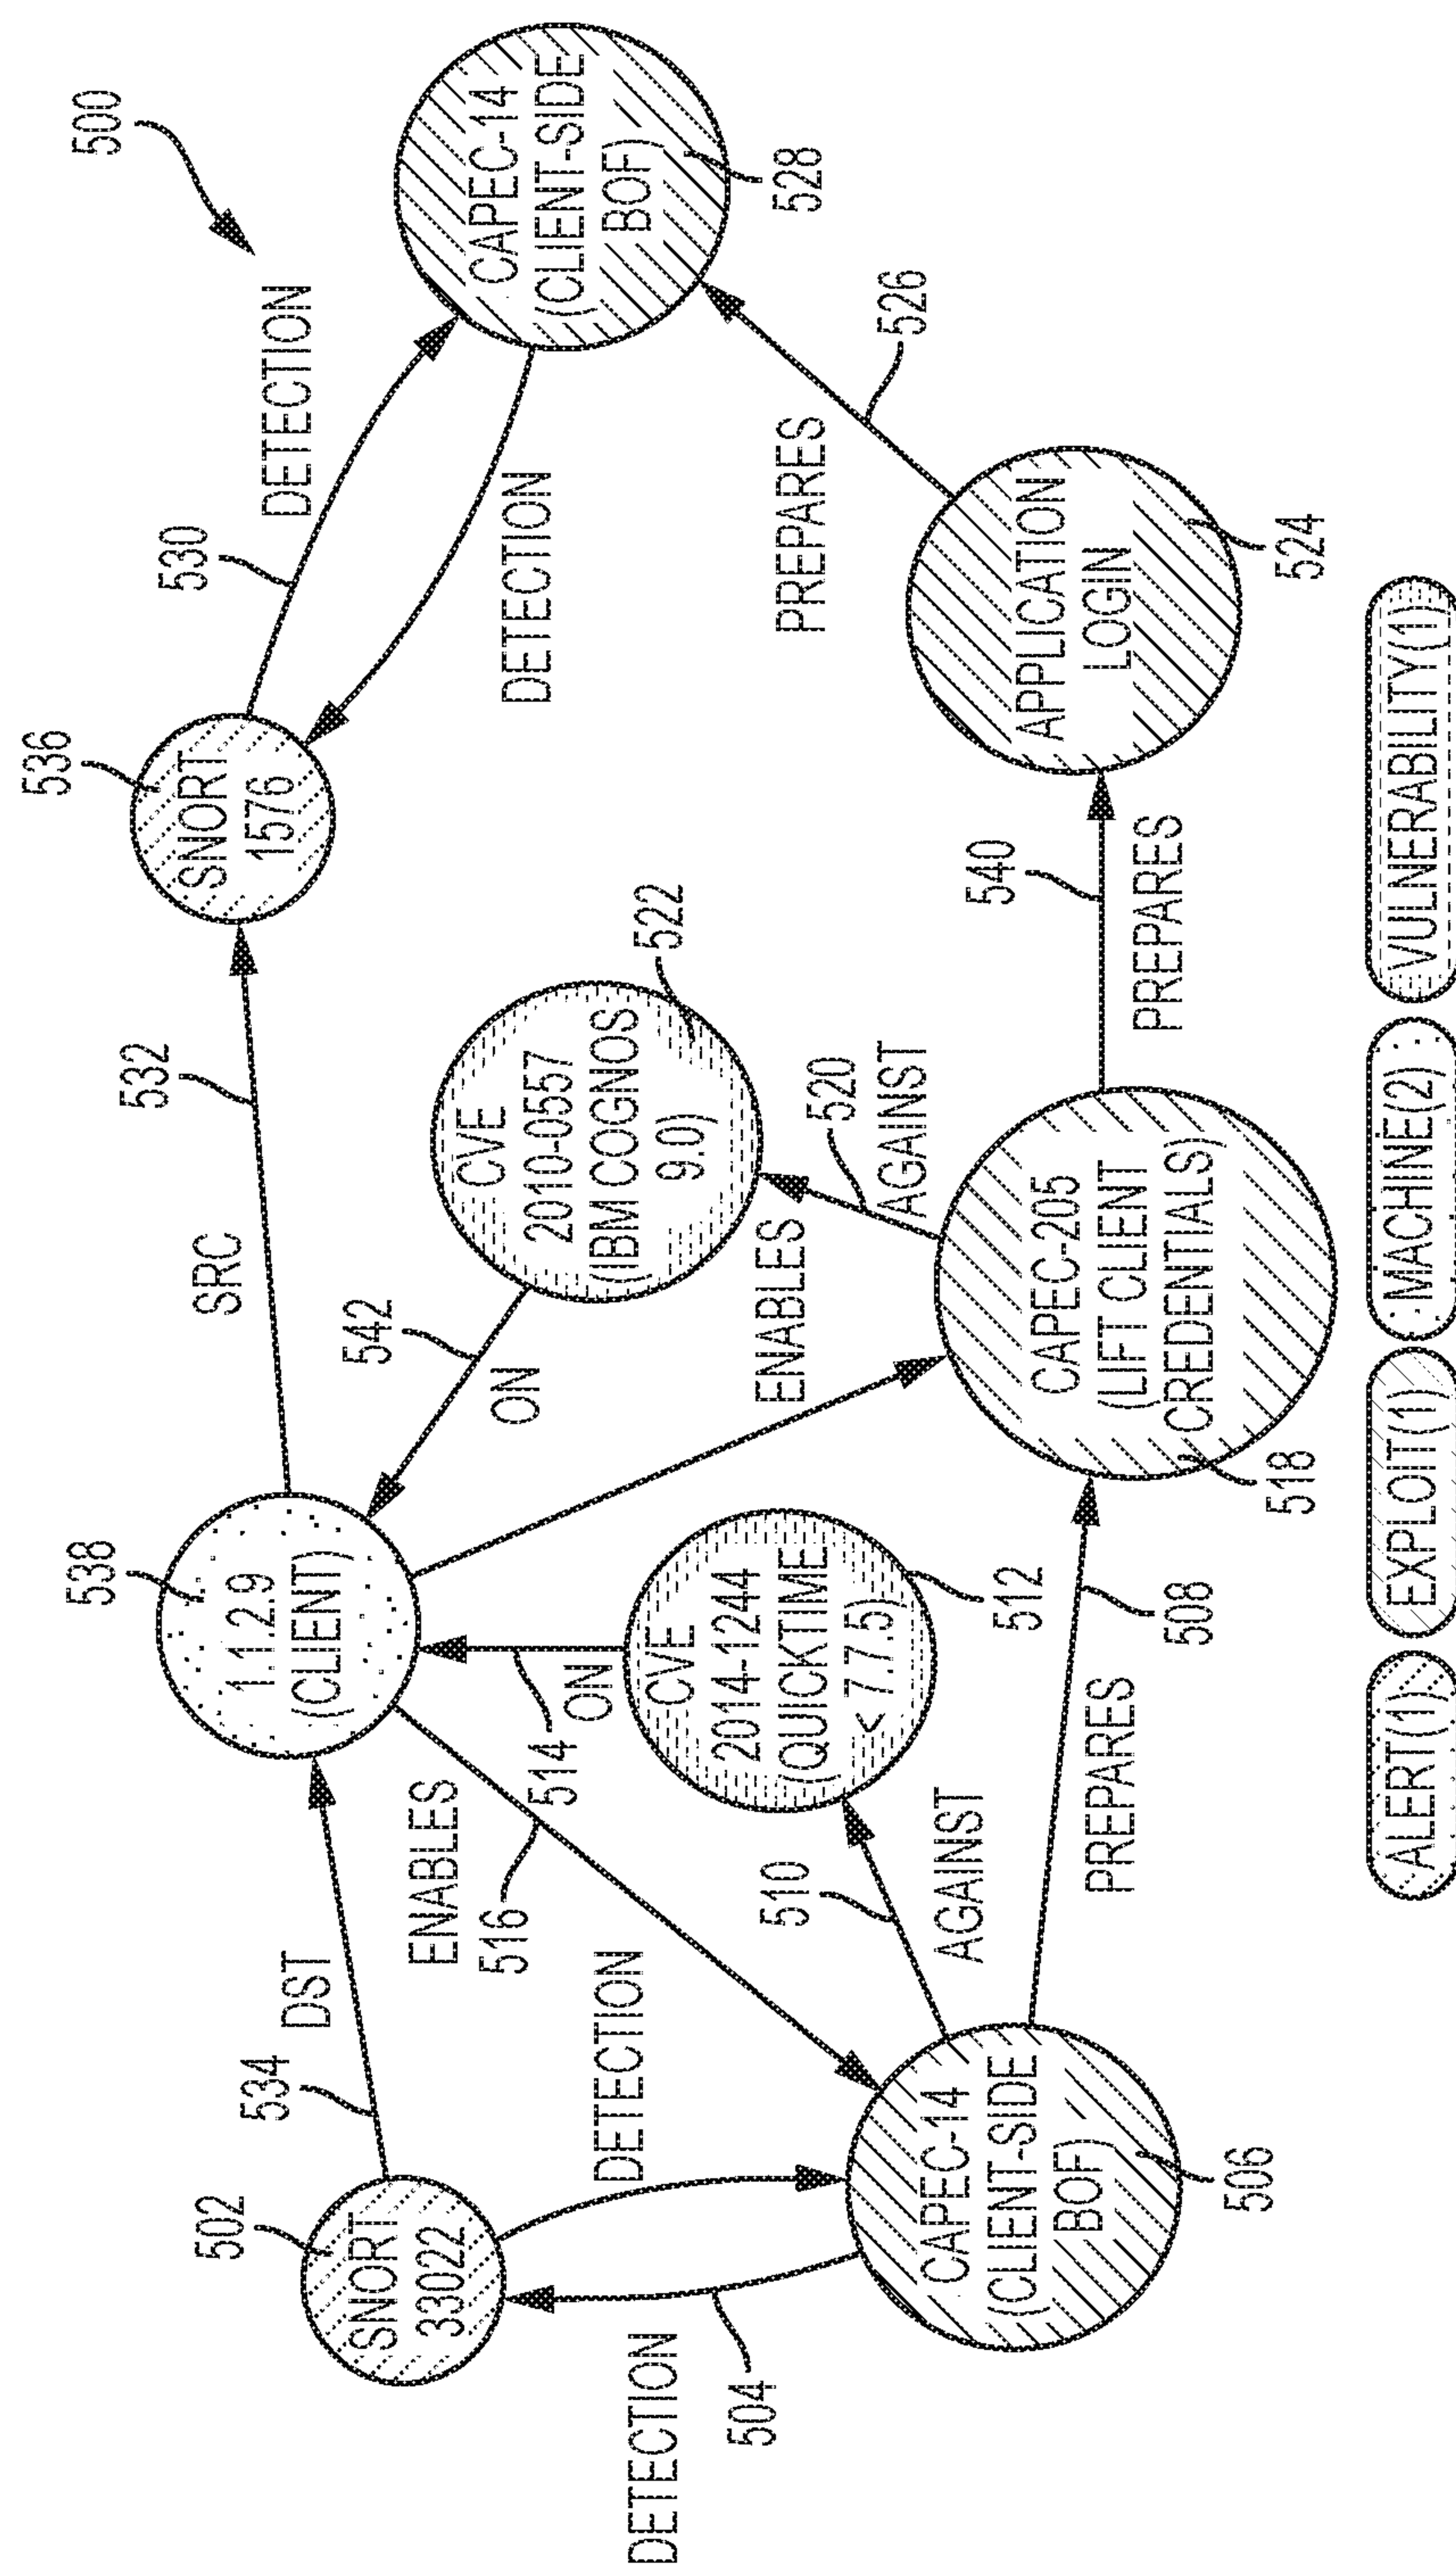 500
536
SNORT
1576
530
DETECTION
DETECTION
CAPEC-14
(CLIENT-SIDE
BOF)
528
532
SRC
538
1.1.2.9
(CLIENT)
542
ON
CVE
2010-0557
(IBM COGNOS
9.0)
522
526
PREPARES
534
DST
502
SNORT
33022
ENABLES
516
514
ON
ENABLES
520
AGAINST
CVE
2014-1244
(QUICKTIME
< 7.7.5)
512
540
PREPARES
APPLICATION
LOGIN
524
DETECTION
DETECTION
504
510
AGAINST
CAPEC-205
(LIFT CLIENT
CREDENTIALS)
518
CAPEC-14
(CLIENT-SIDE
BOF)
506
PREPARES
508
ALERT(1)
EXPLOIT(1)
MACHINE(2)
VULNERABILITY(1)